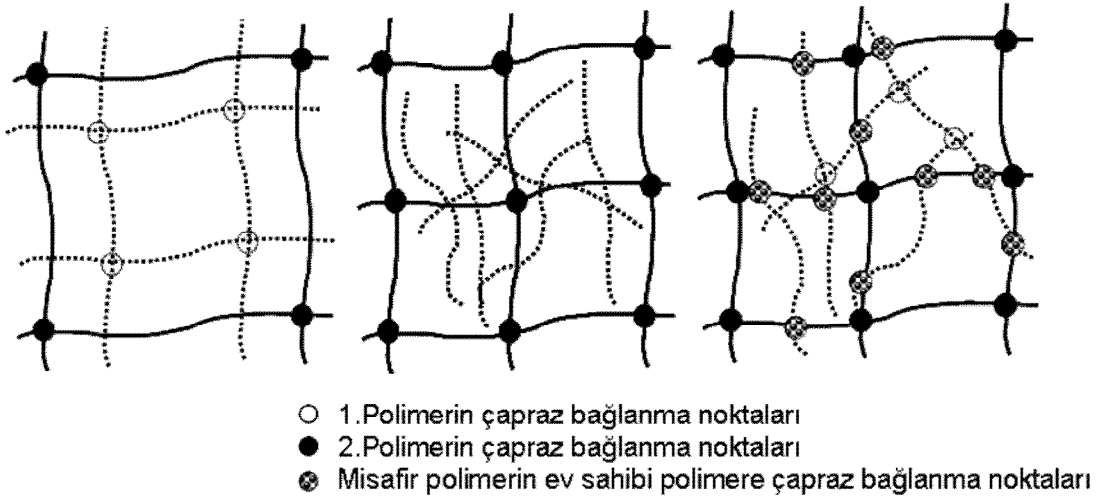 1.Polimerin çapraz bağlanma noktaları
2.Polimerin çapraz bağlanma noktaları
Misafir polimerin ev sahibi polimere çapraz bağlanma noktaları